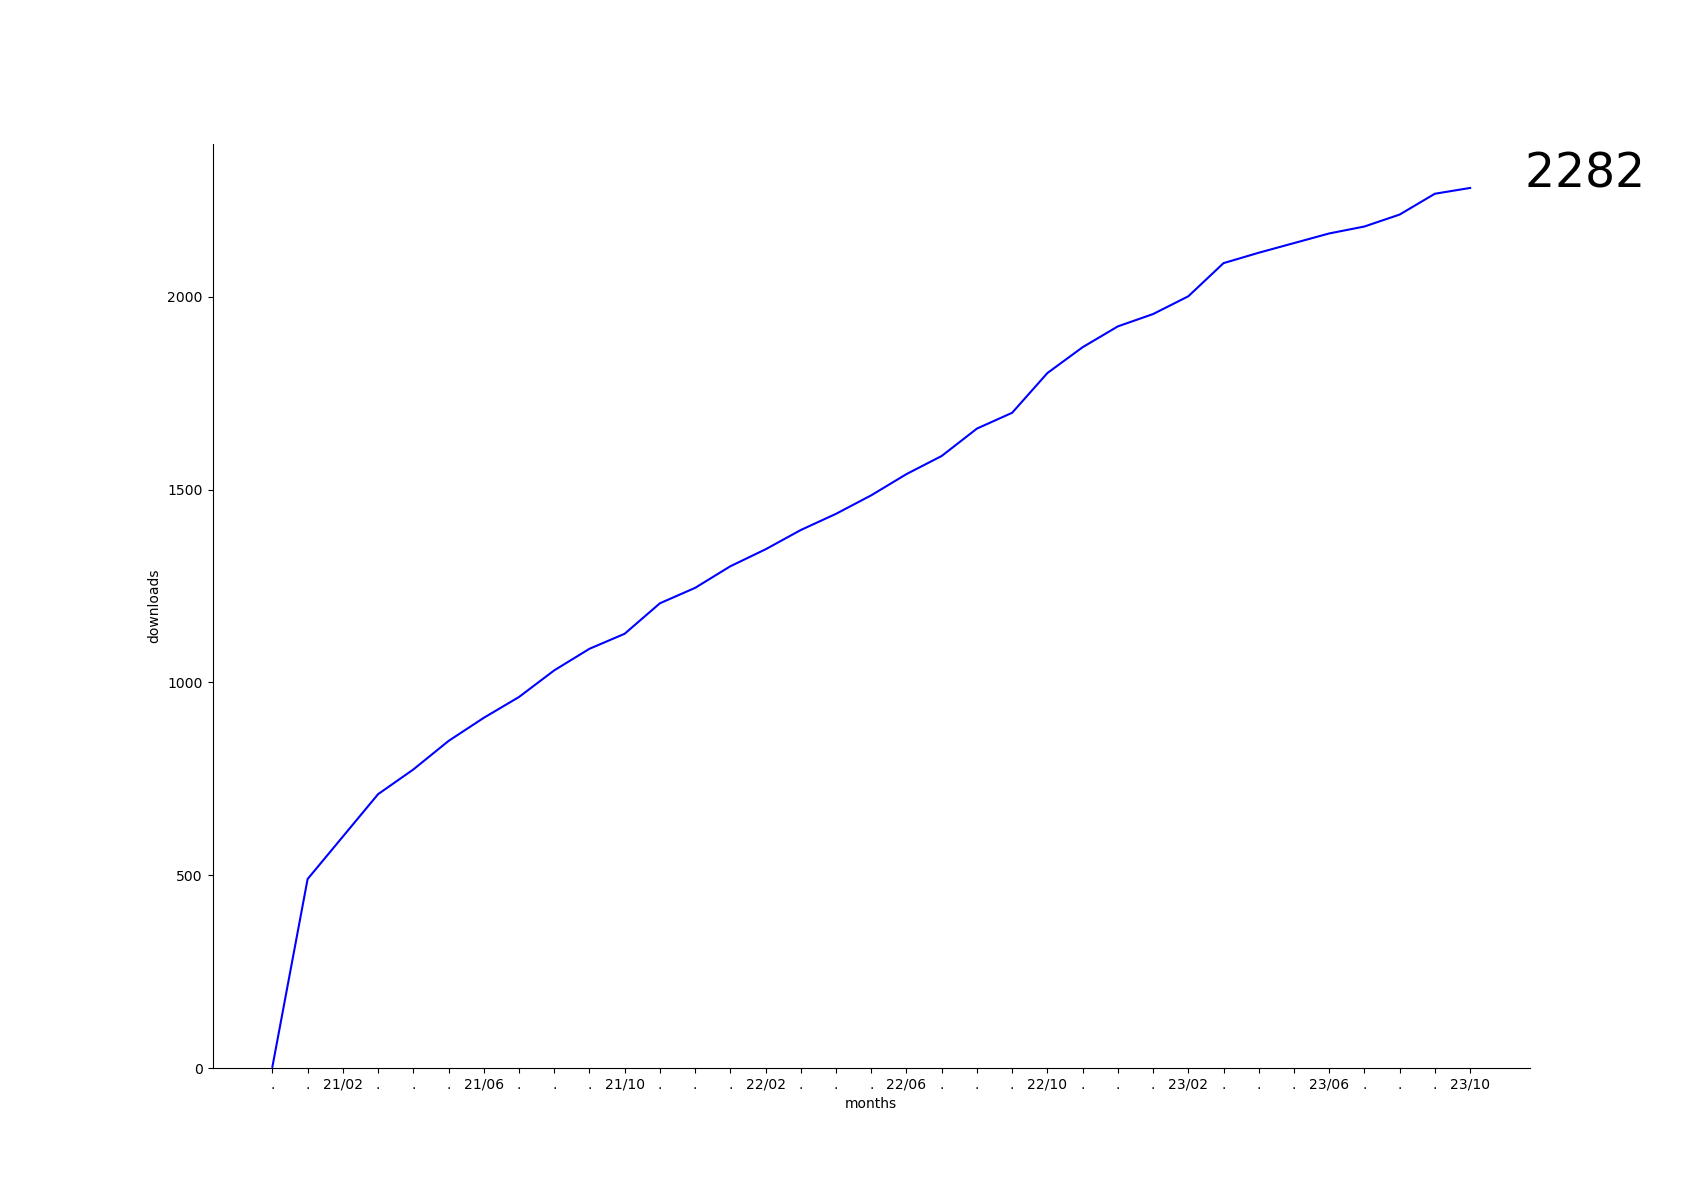 2282
2000
1500
1000
500
0
downloads
. . 21/02 . . . 21/06 . . . 21/10 . . . 22/02 . . . 22/06 . . . 22/10 . . . 23/02 . . . 23/06 . . . 23/10
months